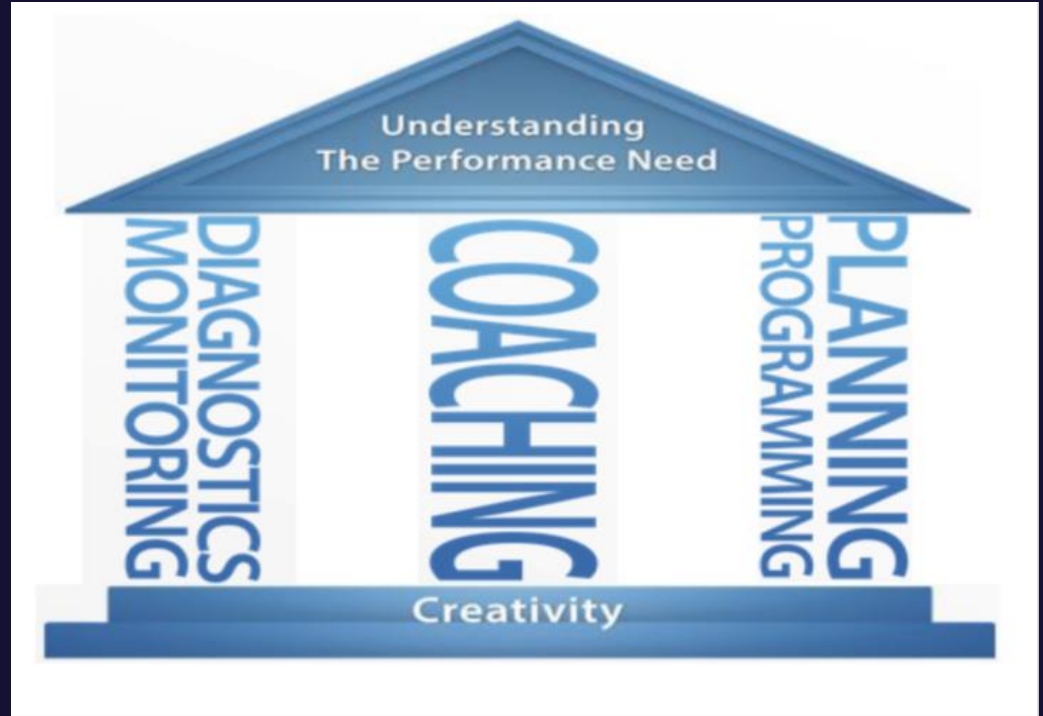 Understanding
The Performance Need
DIAGNOSTICS
MONITORING
COACHING
PLANNING
PROGRAMMING
Creativity